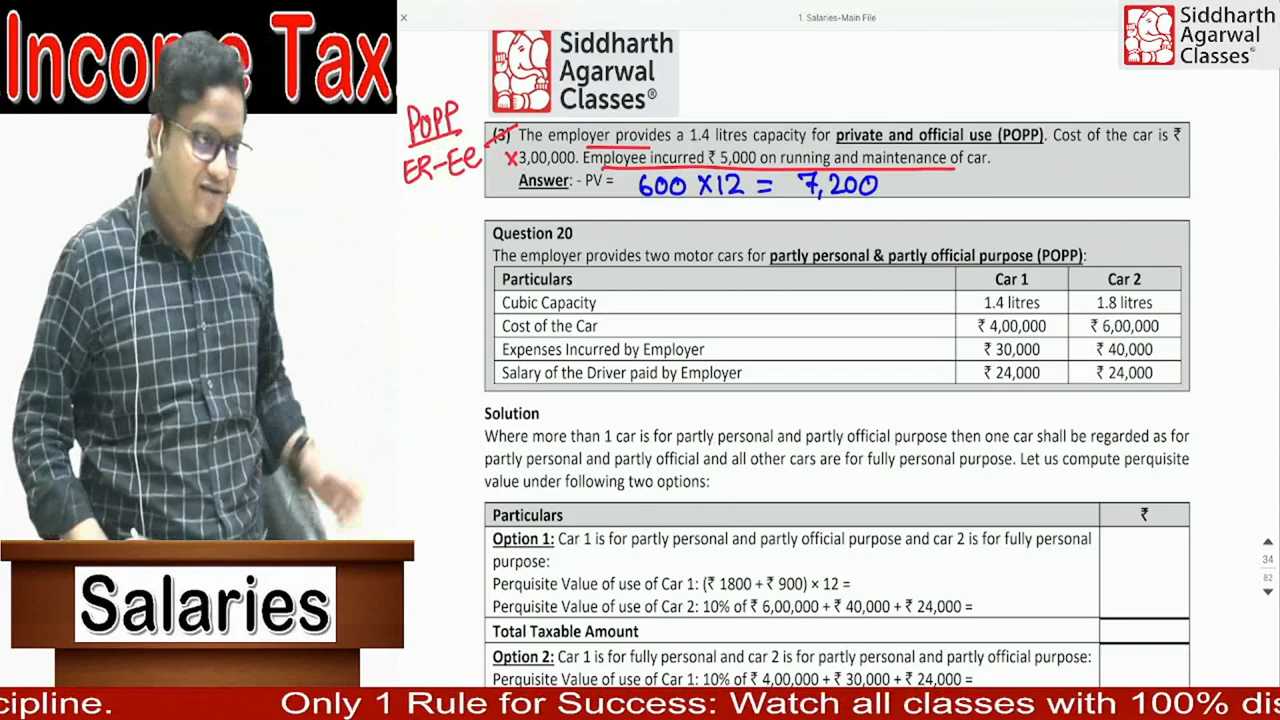 Income Tax
1. Salaries-Main File
Siddharth
Agarwal
Classes®
Siddharth
Agarwal
Classes®
POPP
ER-Ee
(3) The employer provides a 1.4 litres capacity for private and official use (POPP). Cost of the car is ₹
3,00,000. Employee incurred ₹ 5,000 on running and maintenance of car.
Answer: - PV = 600 × 12 = 7,200
Question 20
The employer provides two motor cars for partly personal & partly official purpose (POPP):
Particulars Car 1 Car 2
Cubic Capacity 1.4 litres 1.8 litres
Cost of the Car ₹ 4,00,000 ₹ 6,00,000
Expenses Incurred by Employer ₹ 30,000 ₹ 40,000
Salary of the Driver paid by Employer ₹ 24,000 ₹ 24,000
Solution
Where more than 1 car is for partly personal and partly official purpose then one car shall be regarded as for
partly personal and partly official and all other cars are for fully personal purpose. Let us compute perquisite
value under following two options:
Particulars ₹
Option 1: Car 1 is for partly personal and partly official purpose and car 2 is for fully personal
purpose:
Perquisite Value of use of Car 1: (₹ 1800 + ₹ 900) × 12 =
Perquisite Value of use of Car 2: 10% of ₹ 6,00,000 + ₹ 40,000 + ₹ 24,000 =
Total Taxable Amount
Option 2: Car 1 is for fully personal and car 2 is for partly personal and partly official purpose:
Perquisite Value of use of Car 1: 10% of ₹ 4,00,000 + ₹ 30,000 + ₹ 24,000 =
34
82
Salaries
cipline. Only 1 Rule for Success: Watch all classes with 100% dis